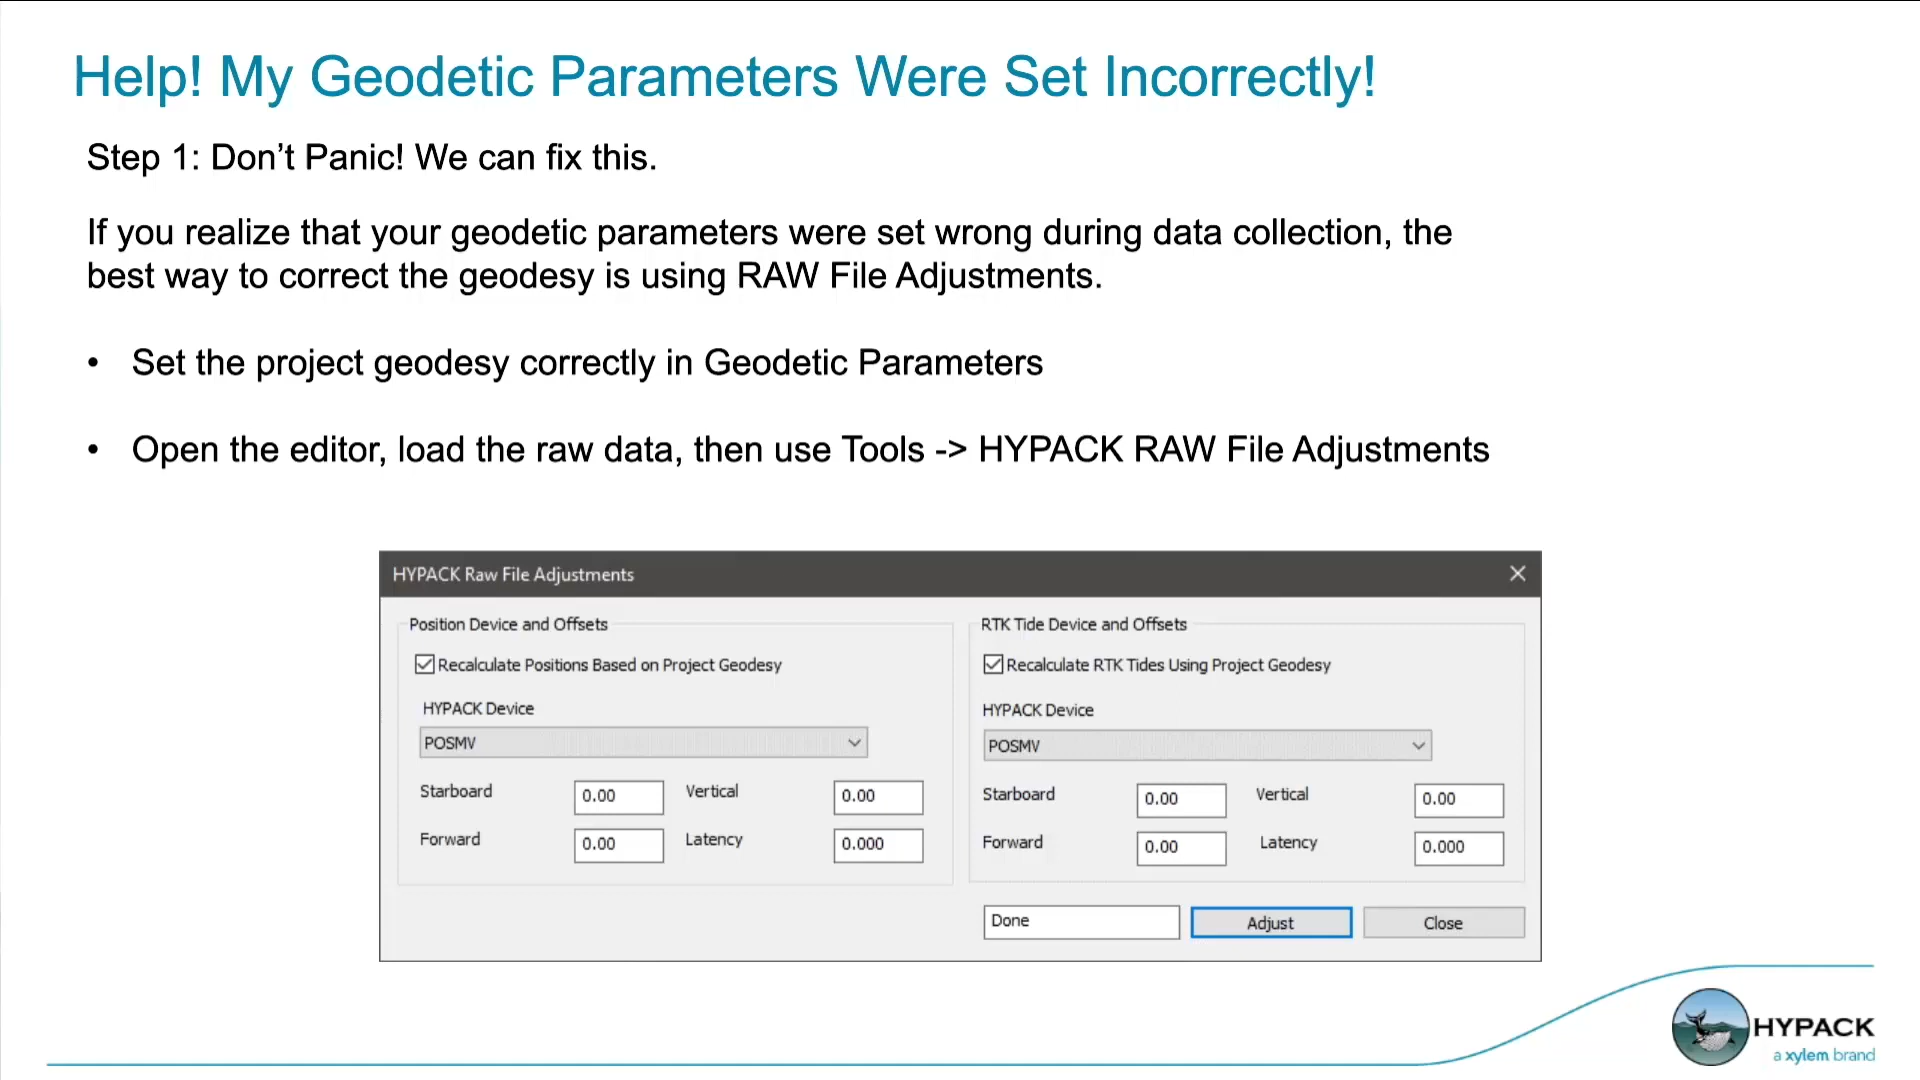 Help! My Geodetic Parameters Were Set Incorrectly!
Step 1: Don’t Panic! We can fix this.
If you realize that your geodetic parameters were set wrong during data collection, the
best way to correct the geodesy is using RAW File Adjustments.
• Set the project geodesy correctly in Geodetic Parameters
• Open the editor, load the raw data, then use Tools -> HYPACK RAW File Adjustments
HYPACK Raw File Adjustments
Position Device and Offsets
Recalculate Positions Based on Project Geodesy
HYPACK Device
POSMV
Starboard 0.00 Vertical 0.00
Forward 0.00 Latency 0.000
RTK Tide Device and Offsets
Recalculate RTK Tides Using Project Geodesy
HYPACK Device
POSMV
Starboard 0.00 Vertical 0.00
Forward 0.00 Latency 0.000
Done Adjust Close
HYPACK
a xylem brand